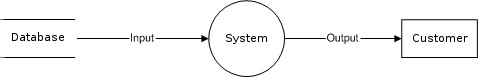 Database
Input
System
Output
Customer